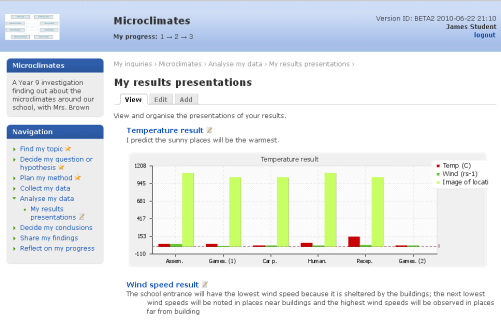 Microclimates
My progress: 1 → 2 → 3
Version ID: BETA2 2010-06-22 21:10
James Student
logout
Microclimates
A Year 9 investigation
finding out about the
microclimates around our
school, with Mrs. Brown
Navigation
Find my topic
Decide my question or
hypothesis
Plan my method
Collect my data
Analyse my data
My results
presentations
Decide my conclusions
Share my findings
Reflect on my progress
My inquiries › Microclimates › Analyse my data › My results presentations ›
My results presentations
View Edit Add
View and organise the presentations of your results.
Temperature result
I predict the sunny places will be the warmest.
Temperature result
1208
945
681
417
153
-110
Assem. Games. (1) Car p. Human. Recep. Games. (2)
Temp (C)
Wind (rs-1)
Image of locati
Wind speed result
The school entrance will have the lowest wind speed because it is sheltered by the buildings; the next lowest
wind speeds will be noted in places near buildings and the highest wind speeds will be observed in places
far from building